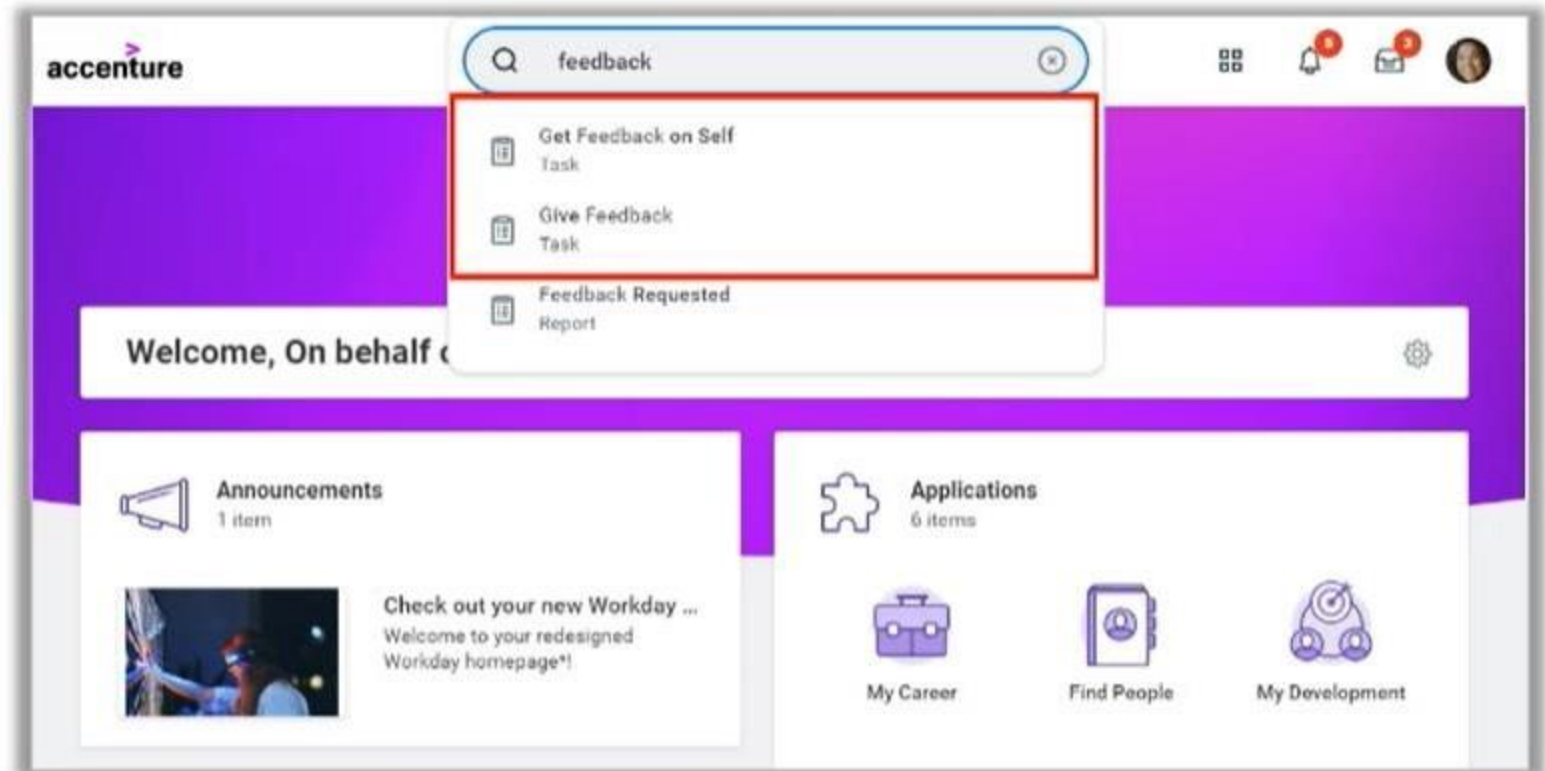 accenture
feedback
Get Feedback on Self
Task
Give Feedback
Task
Feedback Requested
Report
Welcome, On behalf
Announcements
1 item
Check out your new Workday ...
Welcome to your redesigned
Workday homepage*!
Applications
6 items
My Career
Find People
My Development
3